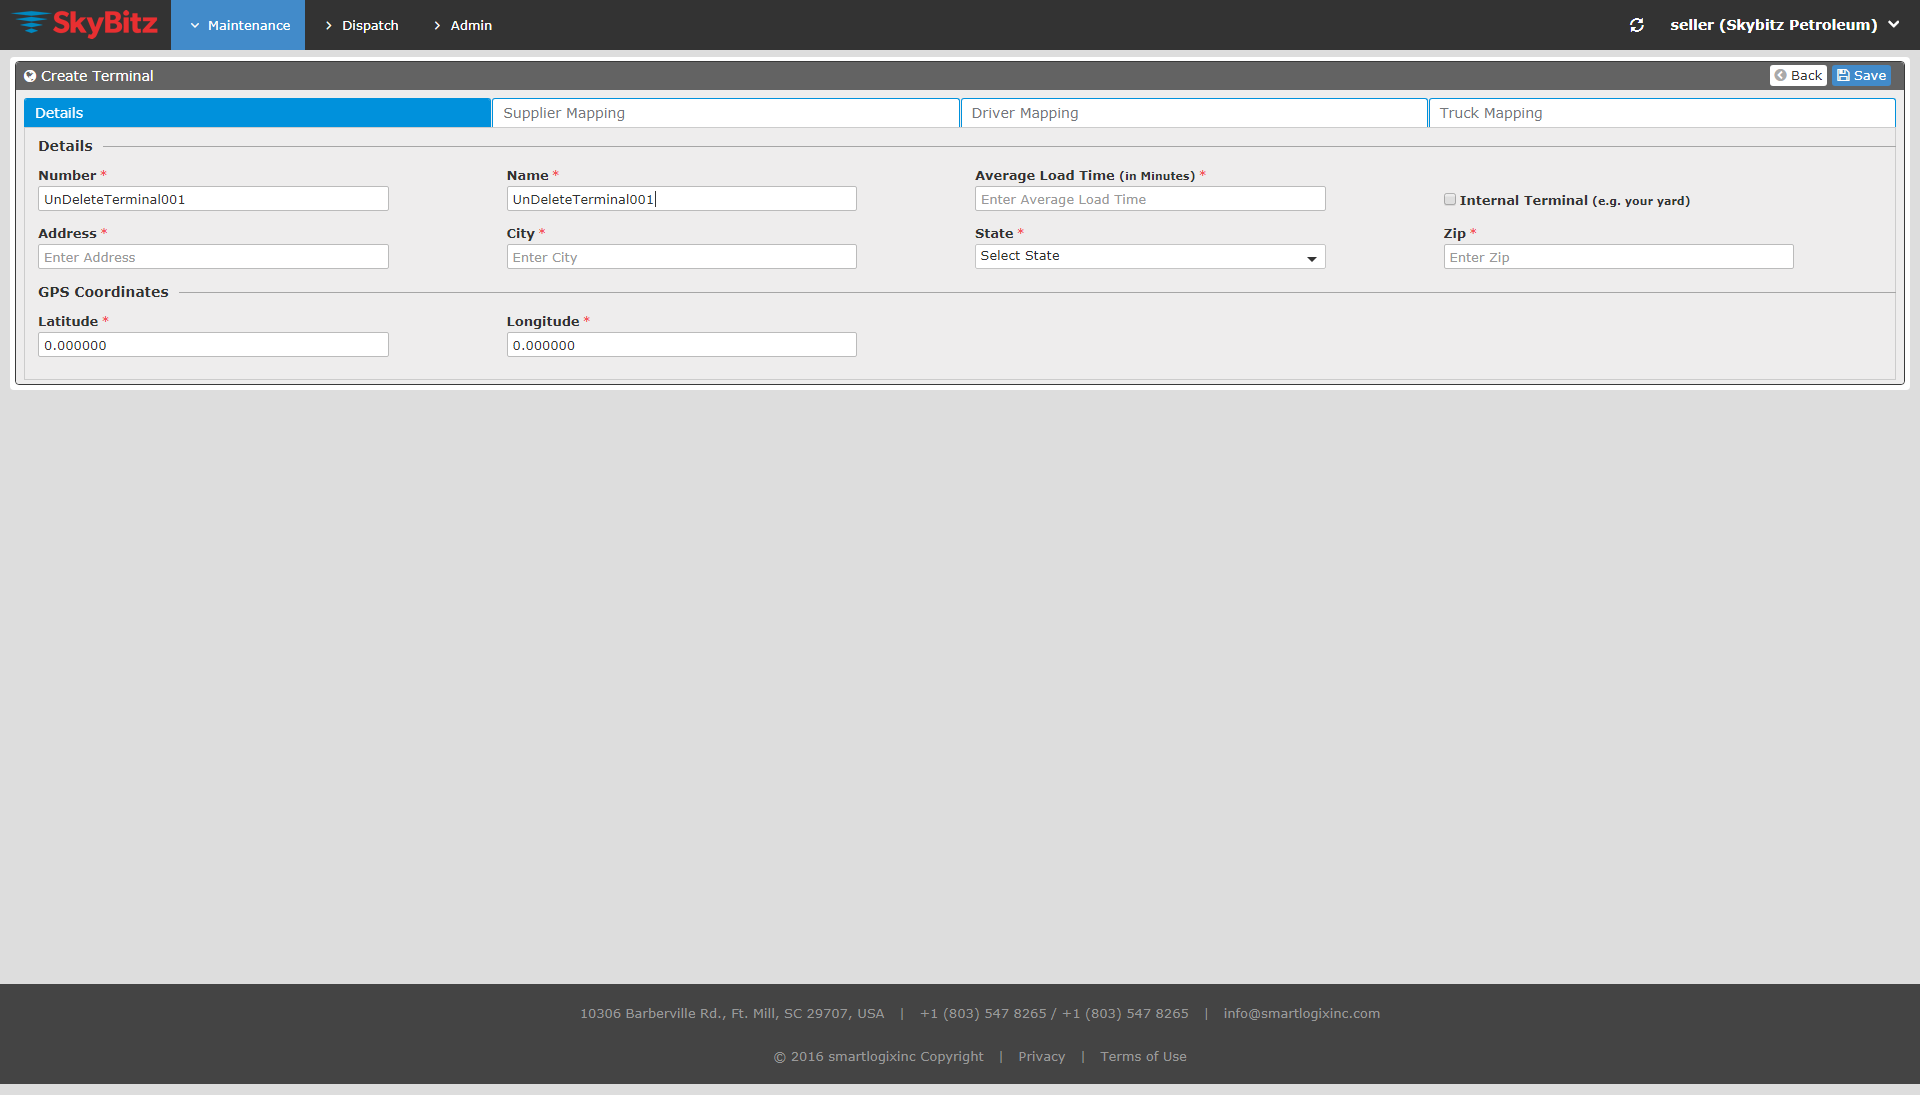 SkyBitz Maintenance Dispatch Admin seller (Skybitz Petroleum)
Create Terminal Back Save
Details Supplier Mapping Driver Mapping Truck Mapping
Details
Number * Name * Average Load Time (in Minutes) *
UnDeleteTerminal001 UnDeleteTerminal001 Enter Average Load Time Internal Terminal (e.g. your yard)
Address * City * State * Zip *
Enter Address Enter City Select State Enter Zip
GPS Coordinates
Latitude * Longitude *
0.000000 0.000000
10306 Barberville Rd., Ft. Mill, SC 29707, USA | +1 (803) 547 8265 / +1 (803) 547 8265 | info@smartlogixinc.com
© 2016 smartlogixinc Copyright | Privacy | Terms of Use